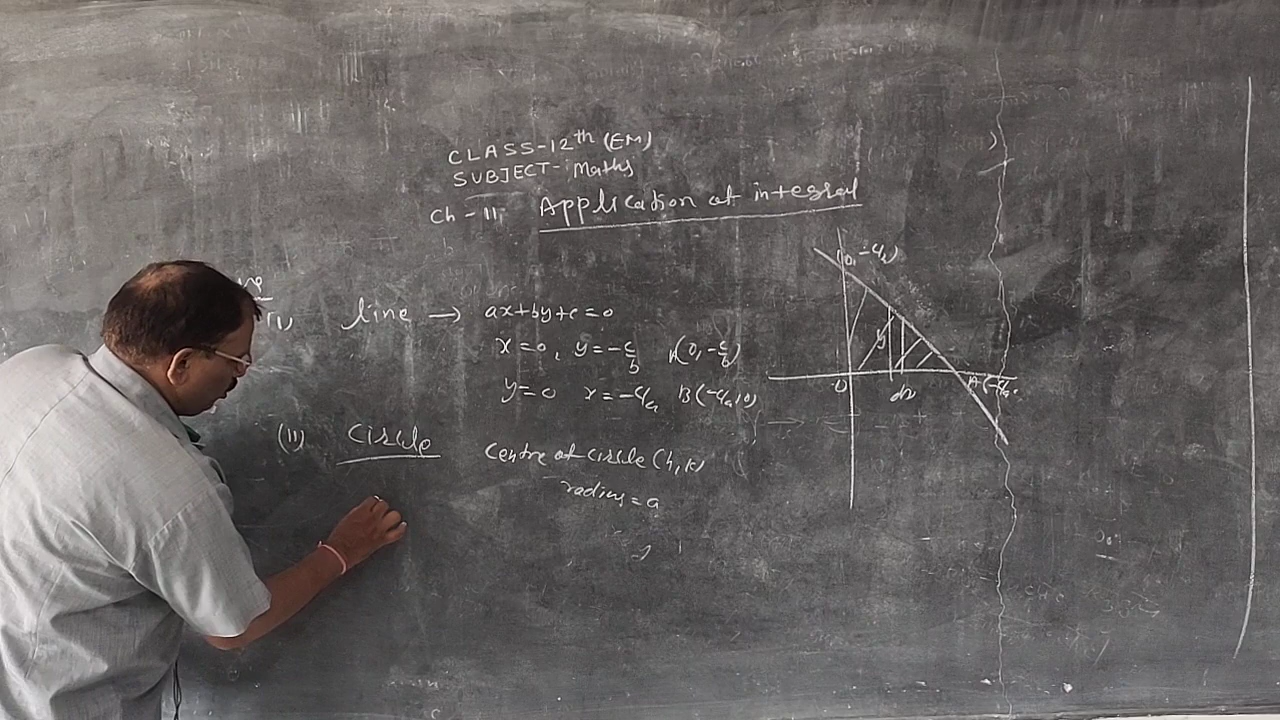 CLASS-12th (EM)
SUBJECT- Maths
Ch - 11. Application of integral
(i) line → ax+by+c=0
x=0, y=-c/b A(0, -c/b)
y=0 x=-c/a B(-c/a, 0)
(ii) Circle Centre of circle (h, k)
radius = a
(0, -c/b)
y
O
dx
A(-c/a,